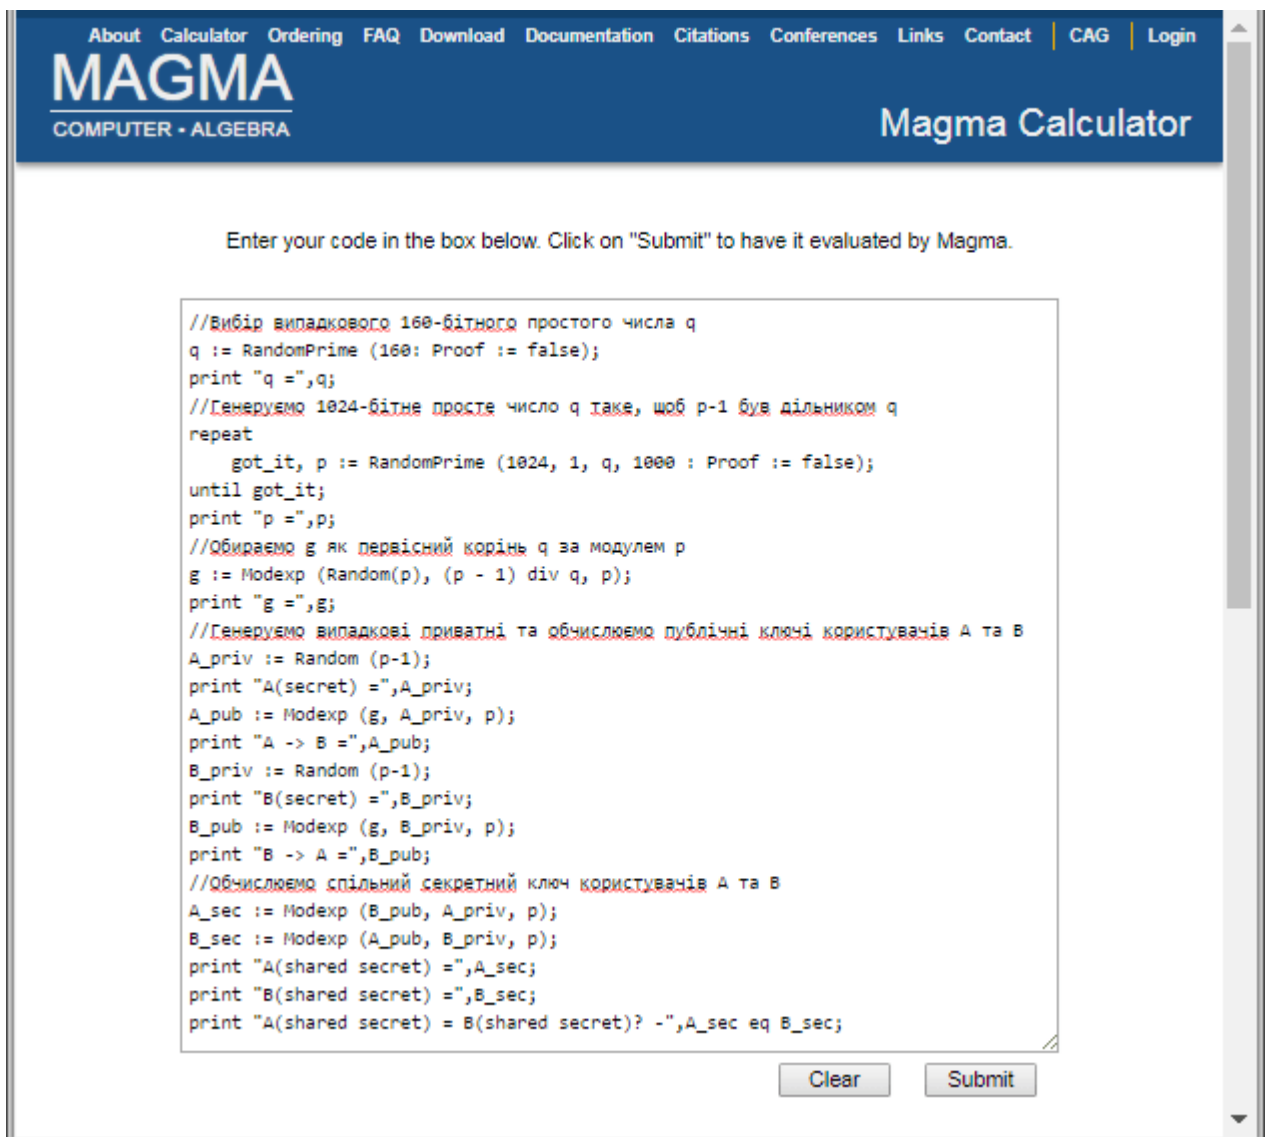 About Calculator Ordering FAQ Download Documentation Citations Conferences Links Contact CAG Login
MAGMA
COMPUTER • ALGEBRA
Magma Calculator
Enter your code in the box below. Click on "Submit" to have it evaluated by Magma.
//Вибір випадкового 160-бітного простого числа q
q := RandomPrime (160: Proof := false);
print "q =",q;
//Генеруємо 1024-бітне просте число q таке, щоб p-1 був дільником q
repeat
    got_it, p := RandomPrime (1024, 1, q, 1000 : Proof := false);
until got_it;
print "p =",p;
//Обираємо g як первісний корінь q за модулем p
g := Modexp (Random(p), (p - 1) div q, p);
print "g =",g;
//Генеруємо випадкові приватні та обчислюємо публічні ключі користувачів A та B
A_priv := Random (p-1);
print "A(secret) =",A_priv;
A_pub := Modexp (g, A_priv, p);
print "A -> B =",A_pub;
B_priv := Random (p-1);
print "B(secret) =",B_priv;
B_pub := Modexp (g, B_priv, p);
print "B -> A =",B_pub;
//Обчислюємо спільний секретний ключ користувачів A та B
A_sec := Modexp (B_pub, A_priv, p);
B_sec := Modexp (A_pub, B_priv, p);
print "A(shared secret) =",A_sec;
print "B(shared secret) =",B_sec;
print "A(shared secret) = B(shared secret)? -",A_sec eq B_sec;
Clear Submit